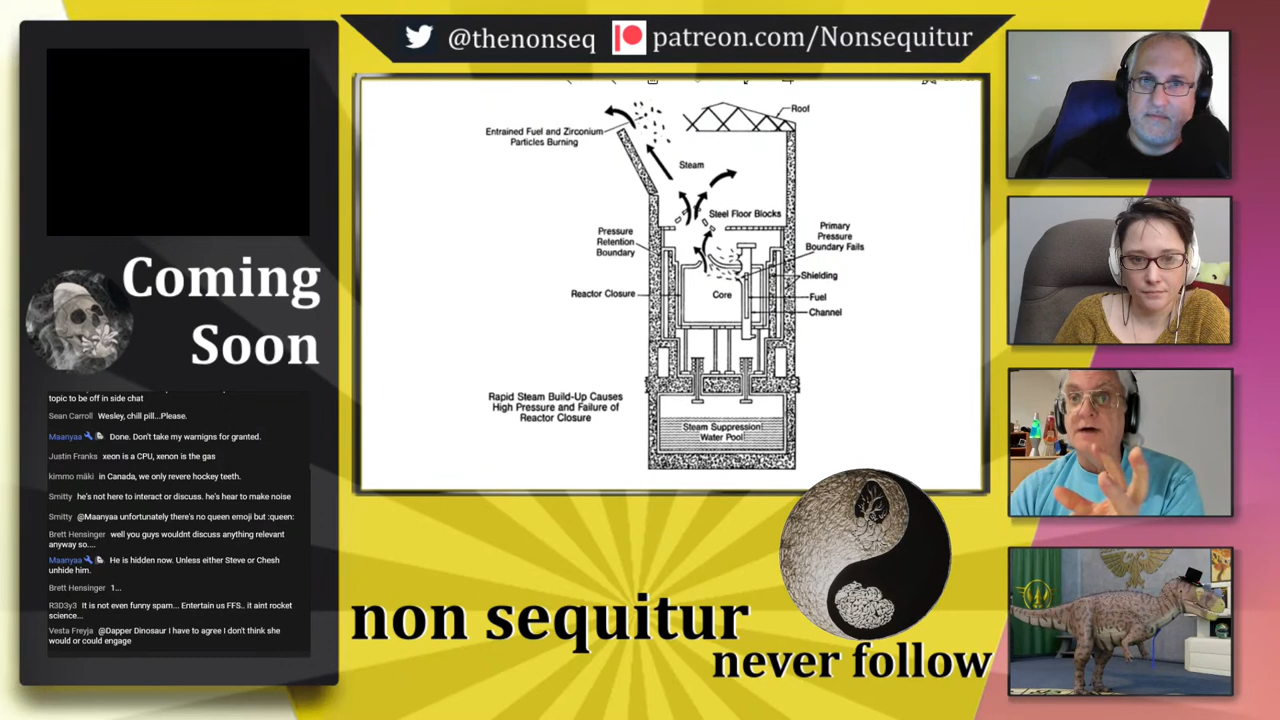 @thenonseq
patreon.com/Nonsequitur
Coming
Soon
topic to be off in side chat
Sean Carroll Wesley, chill pill...Please.
Maanyaa Done. Don't take my warnigns for granted.
Justin Franks xeon is a CPU, xenon is the gas
kimmo mäki in Canada, we only revere hockey teeth.
Smitty he's not here to interact or discuss. he's hear to make noise
Smitty @Maanyaa unfortunately there's no queen emoji but :queen:
Brett Hensinger well you guys wouldnt discuss anything relevant
anyway so....
Maanyaa He is hidden now. Unless either Steve or Chesh
unhide him.
Brett Hensinger 1...
R3D3y3 It is not even funny spam... Entertain us FFS.. it aint rocket
science...
Vesta Freyja @Dapper Dinosaur I have to agree I don't think she
would or could engage
Roof
Entrained Fuel and Zirconium
Particles Burning
Steam
Steel Floor Blocks
Pressure
Retention
Boundary
Primary
Pressure
Boundary Fails
Shielding
Reactor Closure
Core
Fuel
Channel
Rapid Steam Build-Up Causes
High Pressure and Failure of
Reactor Closure
Steam Suppression
Water Pool
non sequitur
never follow